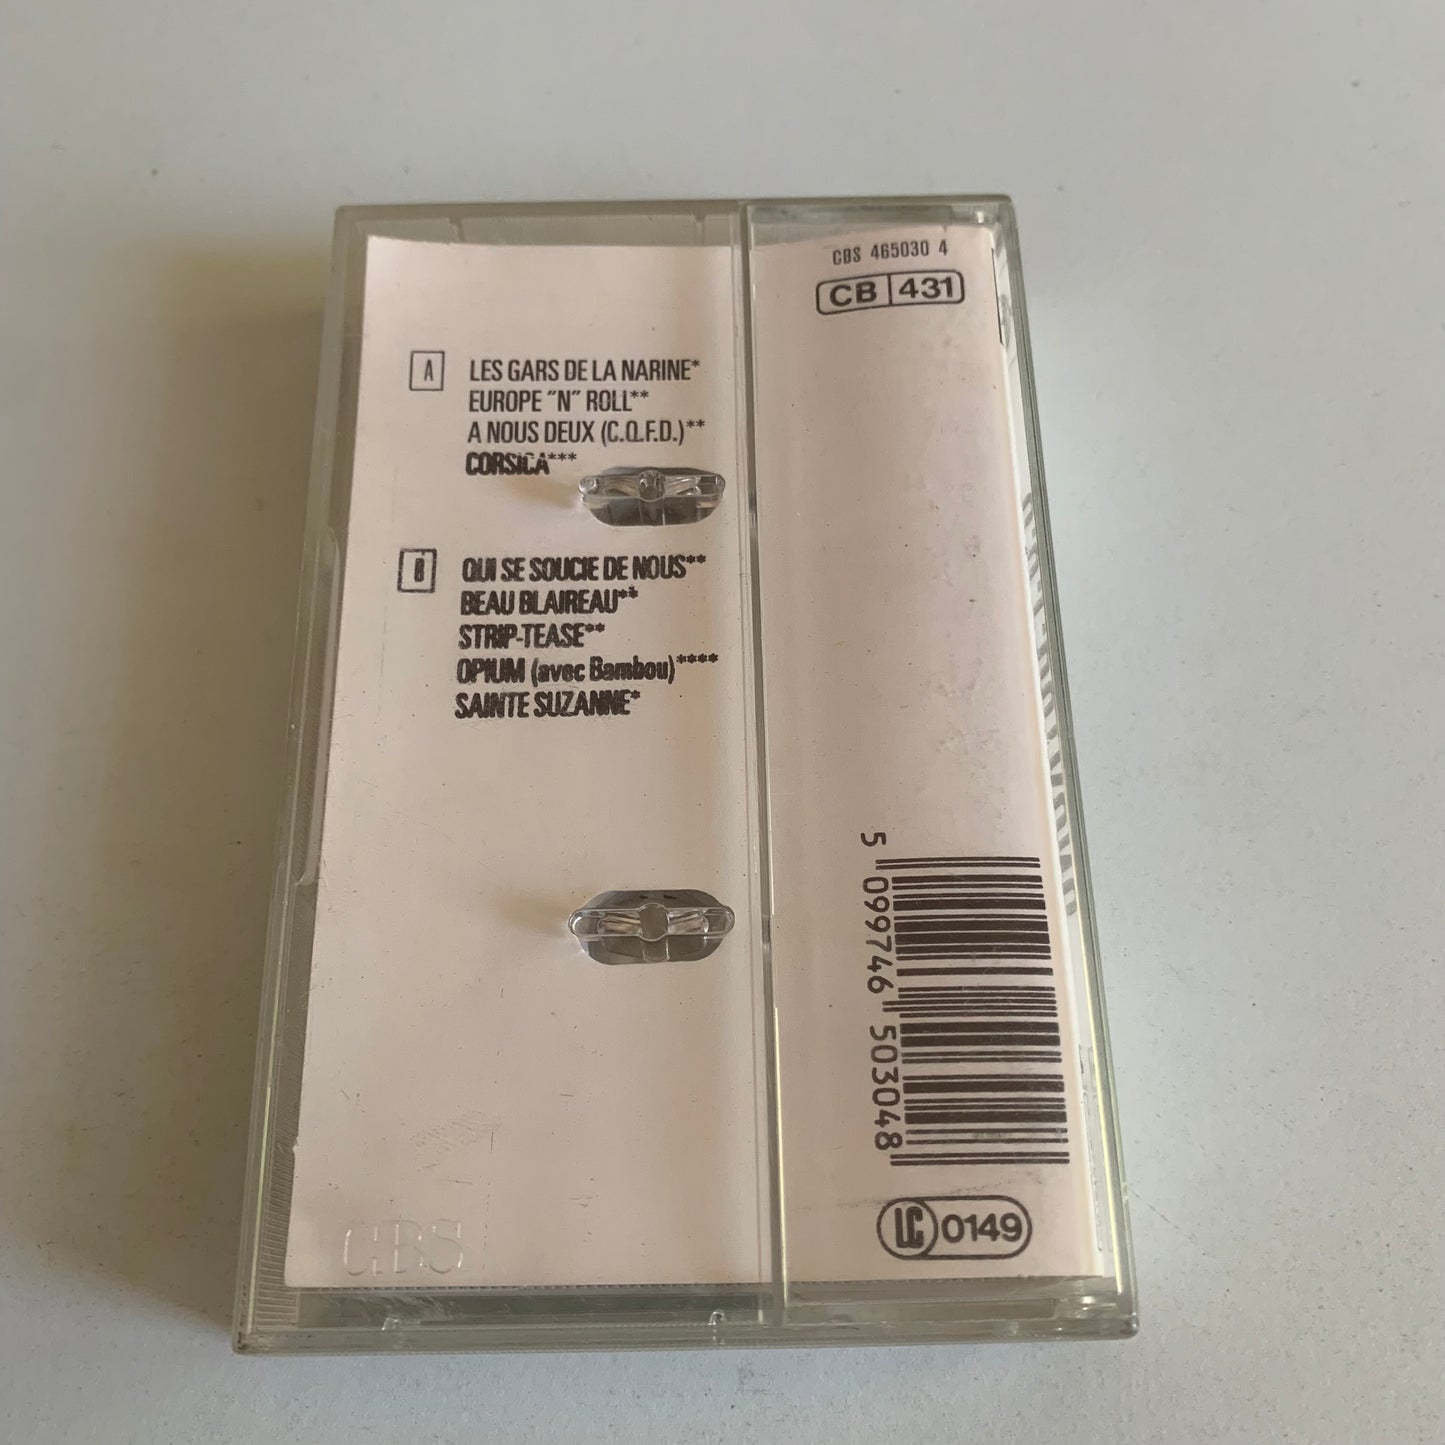 CBS 465030 4
CB 431
A
LES GARS DE LA NARINE*
EUROPE "N" ROLL**
A NOUS DEUX (C.Q.F.D.)**
CORSICA***
B
QUI SE SOUCIE DE NOUS**
BEAU BLAIREAU**
STRIP-TEASE**
OPIUM (avec Bambou)****
SAINTE SUZANNE*
5 099746 503048
LC 0149
CBS